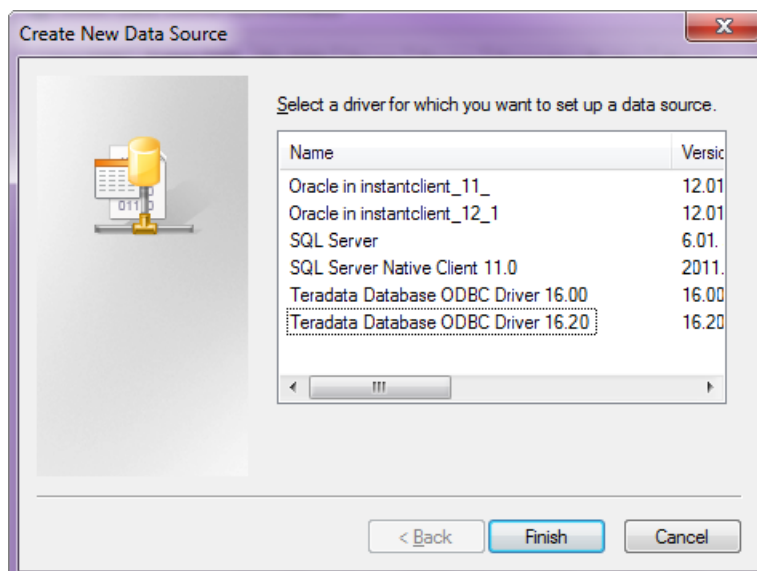 Create New Data Source
Select a driver for which you want to set up a data source.
Name Versic
Oracle in instantclient_11_ 12.01
Oracle in instantclient_12_1 12.01
SQL Server 6.01.
SQL Server Native Client 11.0 2011.
Teradata Database ODBC Driver 16.00 16.00
Teradata Database ODBC Driver 16.20 16.20
< Back Finish Cancel